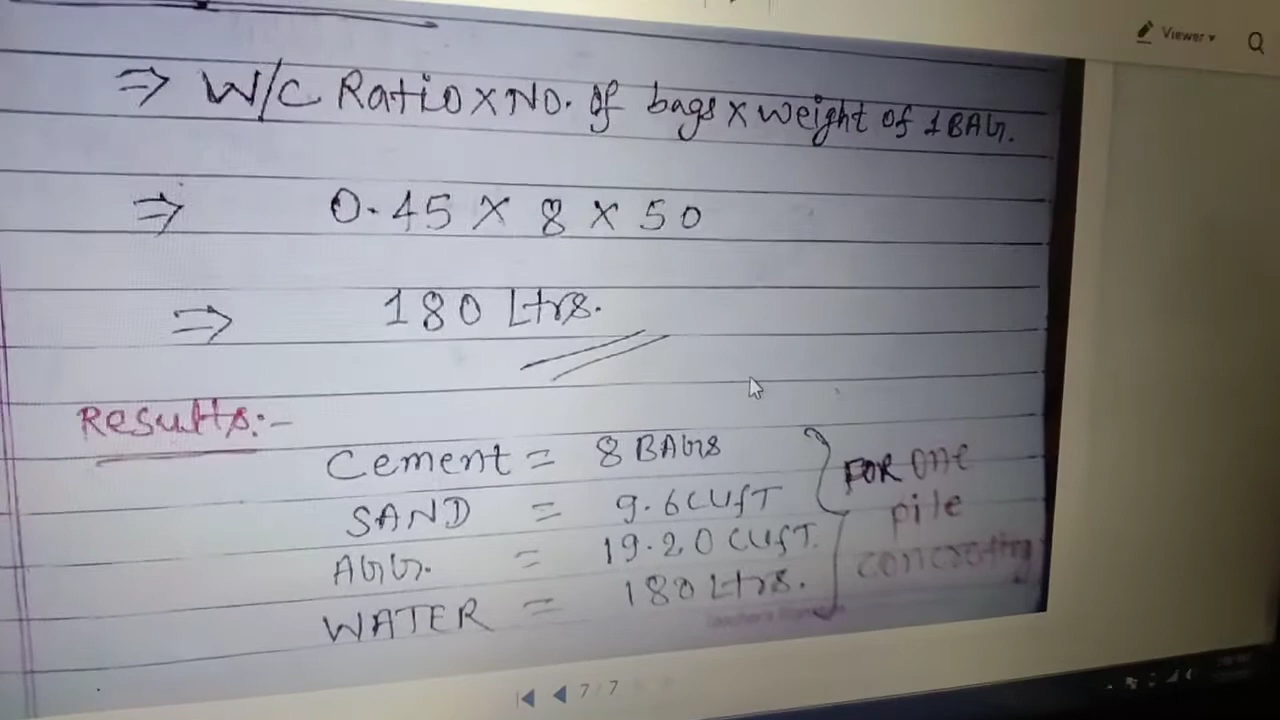 Viewer
⇒ W/C Ratio x NO. of bags x weight of 1 BAG.
⇒ 0.45 x 8 x 50
⇒ 180 Ltrs.
Results:-
Cement = 8 BAGS
SAND = 9.6 CUfT
AGG. = 19.20 CUfT.
WATER = 180 Ltrs.
FOR one
pile
concreting
7 / 7